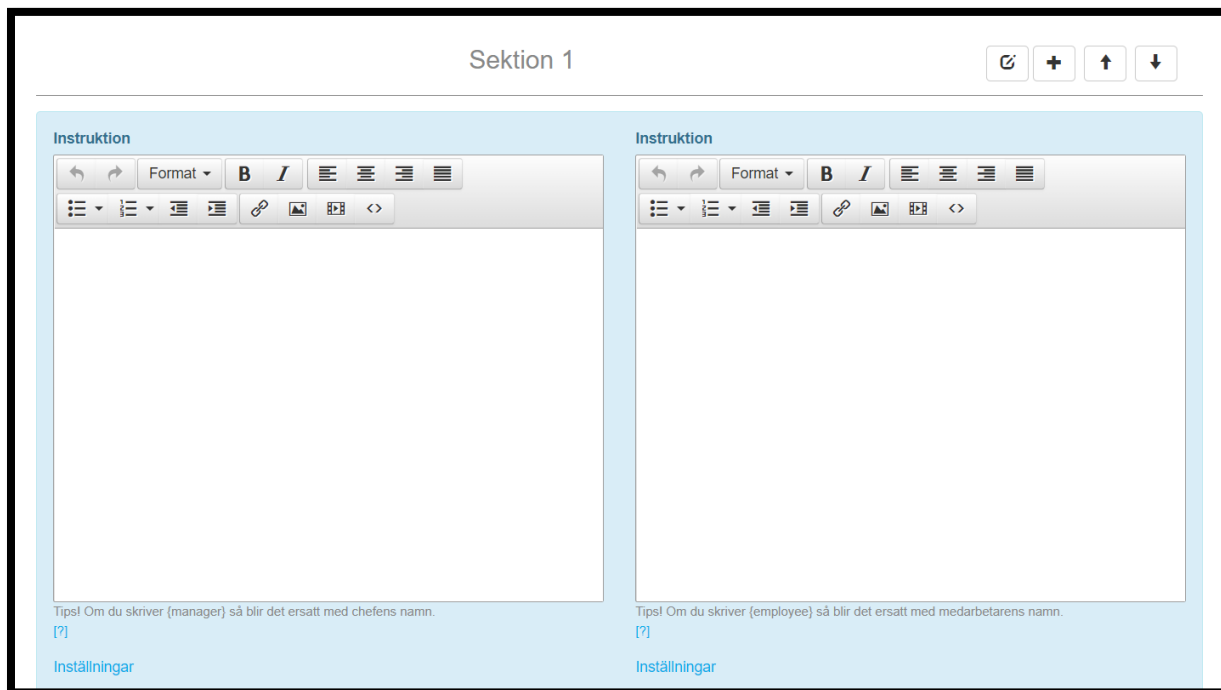 Sektion 1
Instruktion
Format B I
Tips! Om du skriver {manager} så blir det ersatt med chefens namn.
[?]
Inställningar
Instruktion
Format B I
Tips! Om du skriver {employee} så blir det ersatt med medarbetarens namn.
[?]
Inställningar